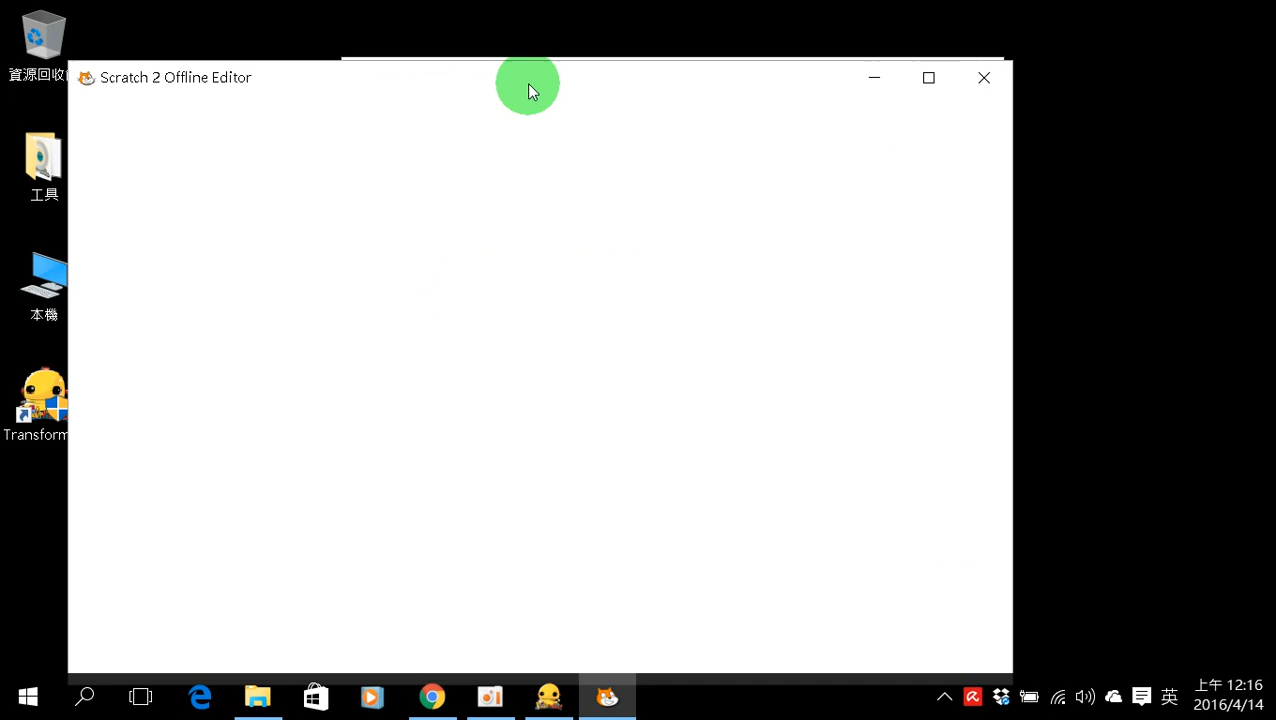 資源回收
Scratch 2 Offline Editor
工具
本機
Transform
英
上午 12:16
2016/4/14